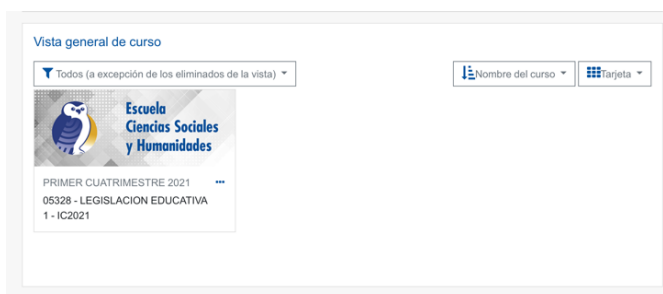 Vista general de curso
Todos (a excepción de los eliminados de la vista)
Nombre del curso
Tarjeta
Escuela
Ciencias Sociales
y Humanidades
PRIMER CUATRIMESTRE 2021
05328 - LEGISLACION EDUCATIVA
1 - IC2021